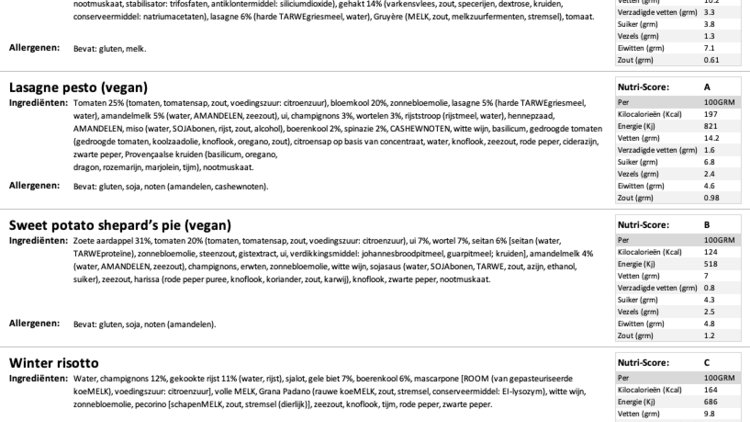 nootmuskaat, stabilisator: trifosfaten, antiklontermiddel: siliciumdioxide), gehakt 14% (varkensvlees, zout, specerijen, dextrose, kruiden,
conserveermiddel: natriumacetaten), lasagne 6% (harde TARWEgriesmeel, water), Gruyère (MELK, zout, melkzuurfermenten, stremsel), tomaat.
Allergenen: Bevat: gluten, melk.
Vetten (grm) 10.2
Verzadigde vetten (grm) 3.3
Suiker (grm) 3.8
Vezels (grm) 1.3
Eiwitten (grm) 7.1
Zout (grm) 0.61
Lasagne pesto (vegan)
Ingrediënten: Tomaten 25% (tomaten, tomatensap, zout, voedingszuur: citroenzuur), bloemkool 20%, zonnebloemolie, lasagne 5% (harde TARWEgriesmeel,
water), amandelmelk 5% (water, AMANDELEN, zeezout), ui, champignons 3%, wortelen 3%, rijststroop (rijstmeel, water), hennepzaad,
AMANDELEN, miso (water, SOJAbonen, rijst, zout, alcohol), boerenkool 2%, spinazie 2%, CASHEWNOTEN, witte wijn, basilicum, gedroogde tomaten
(gedroogde tomaten, koolzaadolie, knoflook, oregano, zout), citroensap op basis van concentraat, water, knoflook, zeezout, rode peper, ciderazijn,
zwarte peper, Provençaalse kruiden (basilicum, oregano,
dragon, rozemarijn, marjolein, tijm), nootmuskaat.
Allergenen: Bevat: gluten, soja, noten (amandelen, cashewnoten).
Nutri-Score: A
Per 100GRM
Kilocalorieën (Kcal) 197
Energie (Kj) 821
Vetten (grm) 14.2
Verzadigde vetten (grm) 1.6
Suiker (grm) 6.8
Vezels (grm) 2.4
Eiwitten (grm) 4.6
Zout (grm) 0.98
Sweet potato shepard's pie (vegan)
Ingrediënten: Zoete aardappel 31%, tomaten 20% (tomaten, tomatensap, zout, voedingszuur: citroenzuur), ui 7%, wortel 7%, seitan 6% [seitan (water,
TARWEproteïne), zonnebloemolie, steenzout, gistextract, ui, verdikkingsmiddel: johannesbroodpitmeel, guarpitmeel; kruiden], amandelmelk 4%
(water, AMANDELEN, zeezout), champignons, erwten, zonnebloemolie, witte wijn, sojasaus (water, SOJAbonen, TARWE, zout, azijn, ethanol,
suiker), zeezout, harissa (rode peper puree, knoflook, koriander, zout, karwij), knoflook, zwarte peper, nootmuskaat.
Allergenen: Bevat: gluten, soja, noten (amandelen).
Nutri-Score: B
Per 100GRM
Kilocalorieën (Kcal) 124
Energie (Kj) 518
Vetten (grm) 7
Verzadigde vetten (grm) 0.8
Suiker (grm) 4.3
Vezels (grm) 2.5
Eiwitten (grm) 4.8
Zout (grm) 1.2
Winter risotto
Ingrediënten: Water, champignons 12%, gekookte rijst 11% (water, rijst), sjalot, gele biet 7%, boerenkool 6%, mascarpone [ROOM (van gepasteuriseerde
koeMELK), voedingszuur: citroenzuur], volle MELK, Grana Padano (rauwe koeMELK, zout, stremsel, conserveermiddel: EI-lysozym), witte wijn,
zonnebloemolie, pecorino [schapenMELK, zout, stremsel (dierlijk)], zeezout, knoflook, tijm, rode peper, zwarte peper.
Nutri-Score: C
Per 100GRM
Kilocalorieën (Kcal) 164
Energie (Kj) 686
Vetten (grm) 9.8